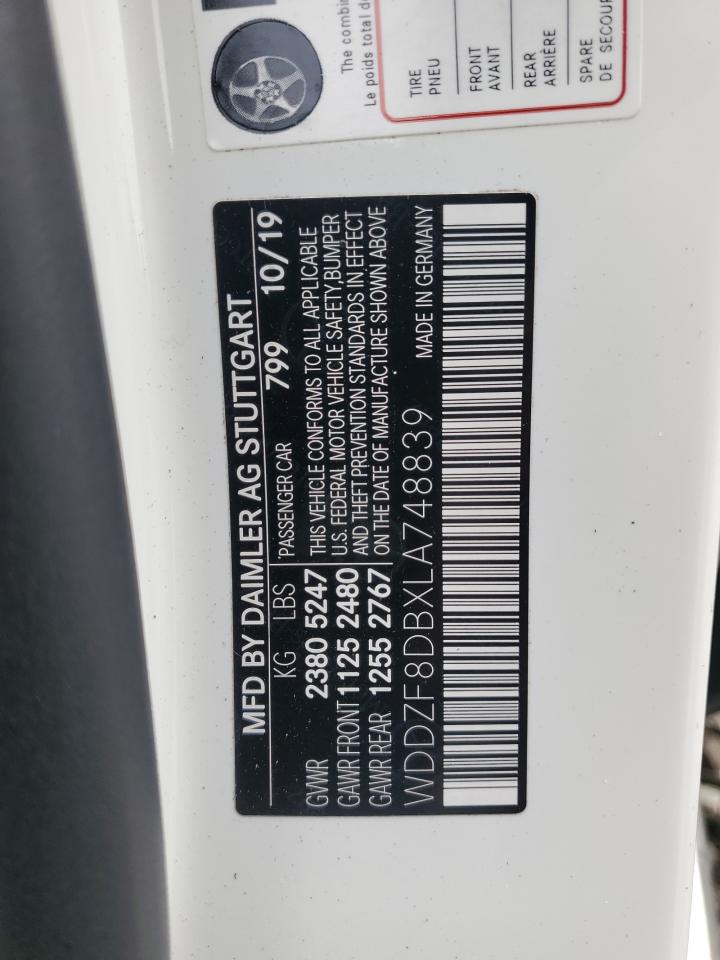 The combin
Le poids total d
TIRE
PNEU
FRONT
AVANT
REAR
ARRIÈRE
SPARE
DE SECOUR
MFD BY DAIMLER AG STUTTGART
KG LBS PASSENGER CAR 799 10/19
GVWR 2380 5247 THIS VEHICLE CONFORMS TO ALL APPLICABLE
GAWR FRONT 1125 2480 U.S. FEDERAL MOTOR VEHICLE SAFETY,BUMPER
GAWR REAR 1255 2767 AND THEFT PREVENTION STANDARDS IN EFFECT
ON THE DATE OF MANUFACTURE SHOWN ABOVE
WDDZF8DBXLA748839 MADE IN GERMANY